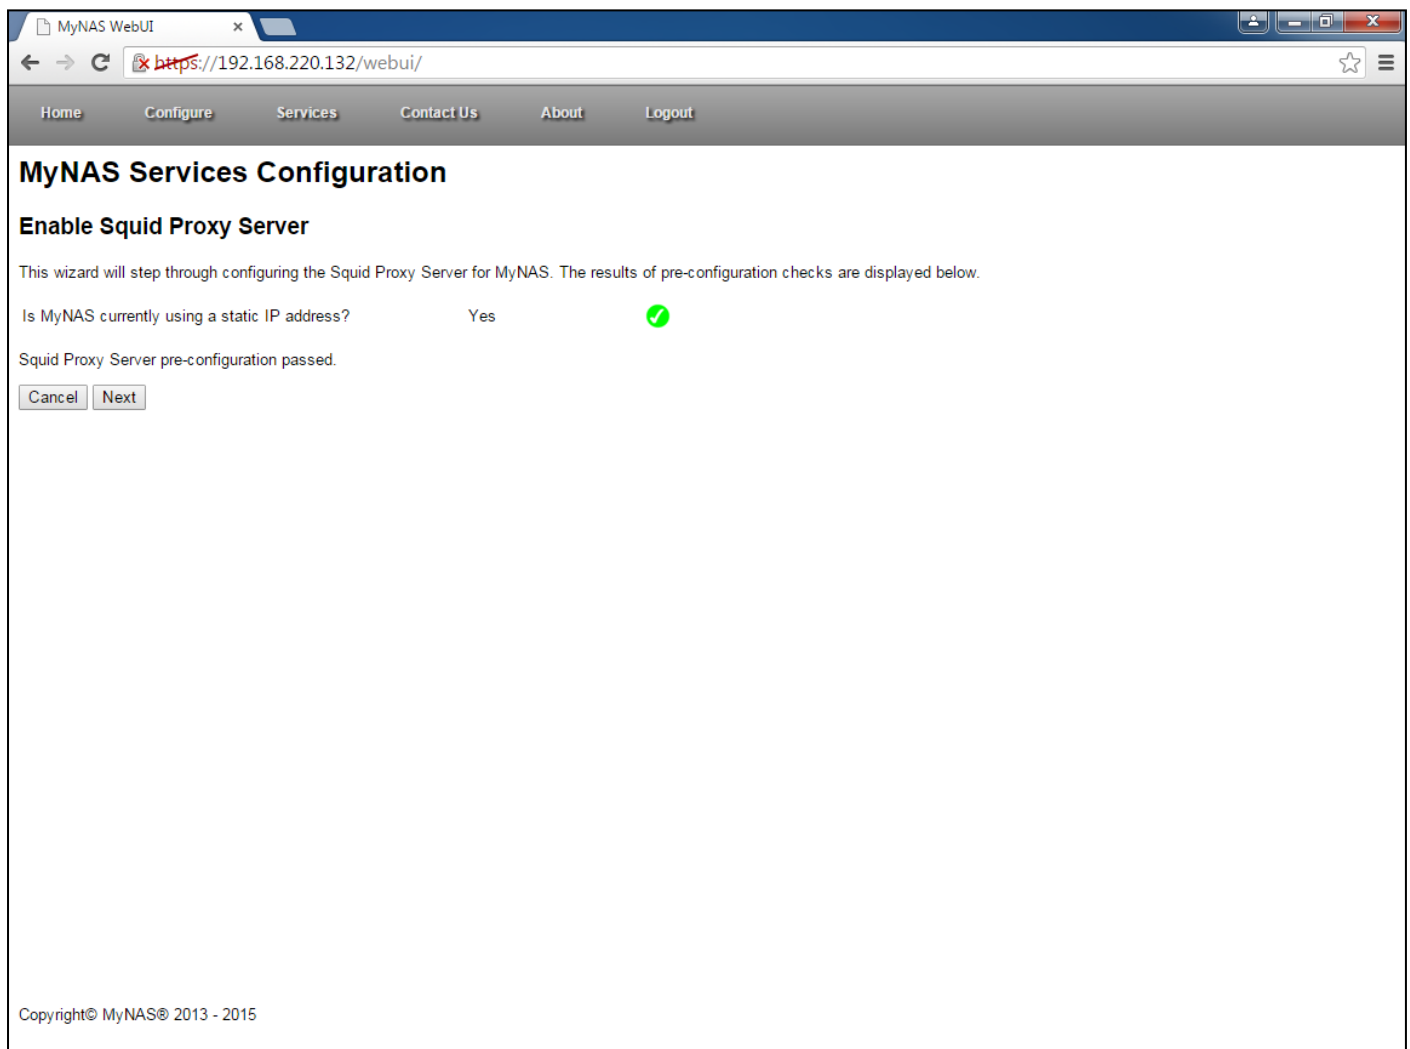 MyNAS WebUI
https://192.168.220.132/webui/
Home Configure Services Contact Us About Logout
MyNAS Services Configuration
Enable Squid Proxy Server
This wizard will step through configuring the Squid Proxy Server for MyNAS. The results of pre-configuration checks are displayed below.
Is MyNAS currently using a static IP address? Yes
Squid Proxy Server pre-configuration passed.
Cancel Next
Copyright© MyNAS® 2013 - 2015